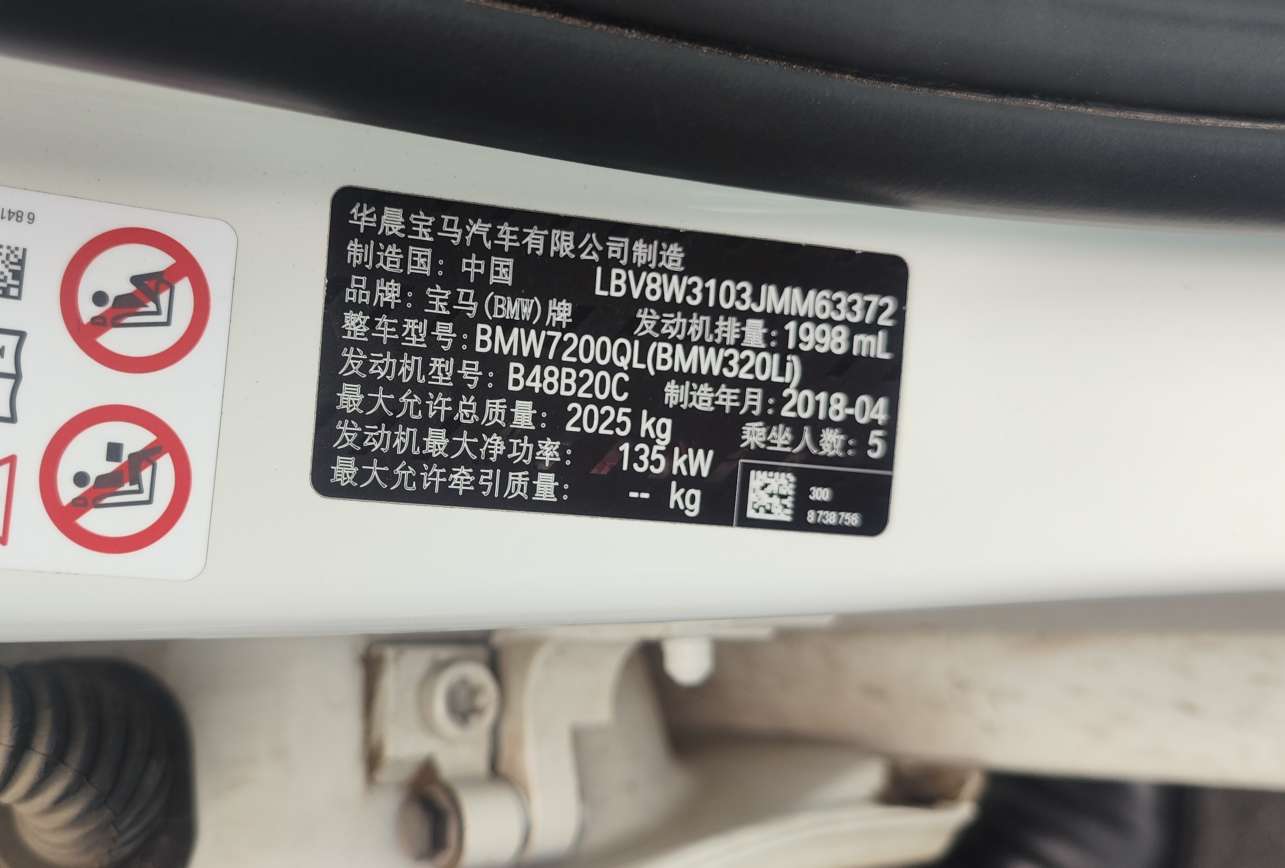 6841
华晨宝马汽车有限公司制造
制造国：中国 LBV8W3103JMM63372
品牌：宝马(BMW)牌 发动机排量：1998 mL
整车型号：BMW7200QL(BMW320Li)
发动机型号：B48B20C 制造年月：2018-04
最大允许总质量：2025 kg 乘坐人数：5
发动机最大净功率：135 kW
最大允许牵引质量：-- kg
300
8 738 756